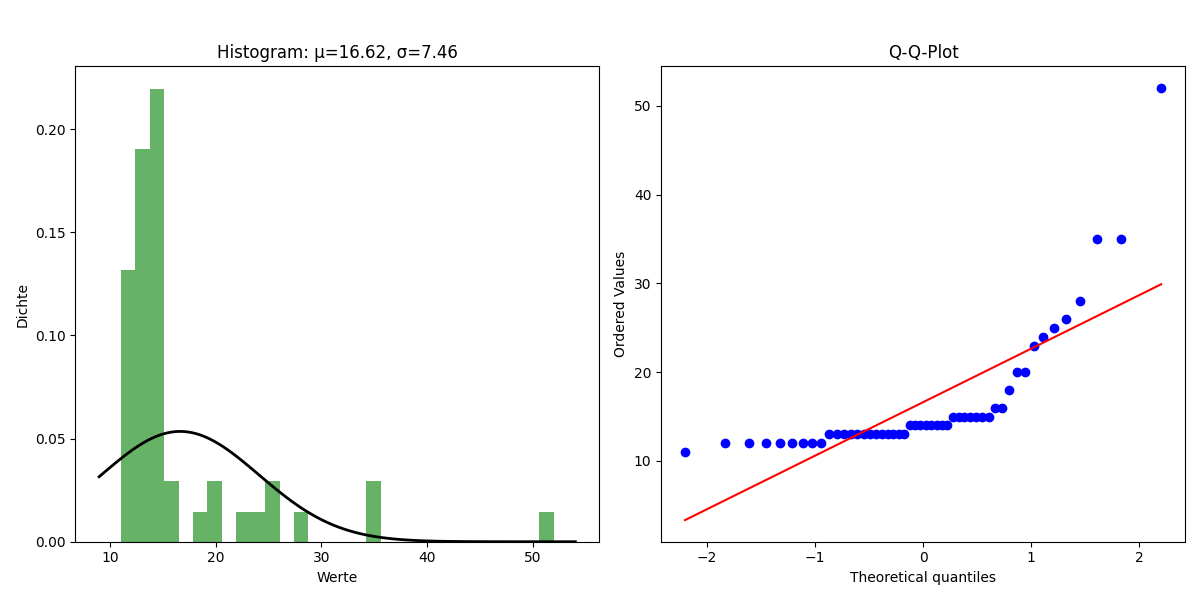 Histogram: μ=16.62, σ=7.46
Dichte
0.20
0.15
0.10
0.05
0.00
10 20 30 40 50
Werte
Q-Q-Plot
Ordered Values
50
40
30
20
10
−2 −1 0 1 2
Theoretical quantiles